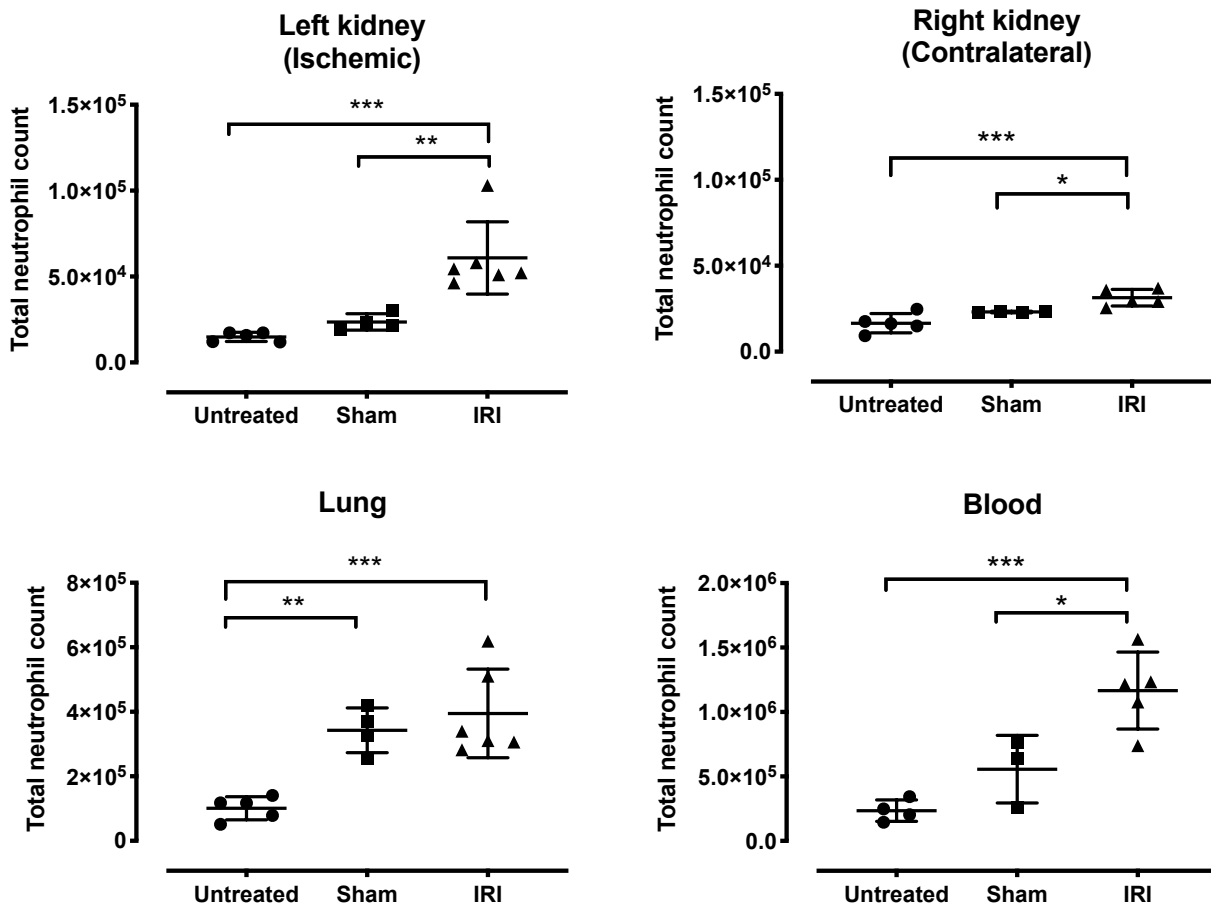 Left kidney
(Ischemic)
Total neutrophil count
1.5×10⁵
1.0×10⁵
5.0×10⁴
0.0
***
**
Untreated Sham IRI
Right kidney
(Contralateral)
Total neutrophil count
1.5×10⁵
1.0×10⁵
5.0×10⁴
0.0
***
*
Untreated Sham IRI
Lung
Total neutrophil count
8×10⁵
6×10⁵
4×10⁵
2×10⁵
0
***
**
Untreated Sham IRI
Blood
Total neutrophil count
2.0×10⁶
1.5×10⁶
1.0×10⁶
5.0×10⁵
0.0
***
*
Untreated Sham IRI